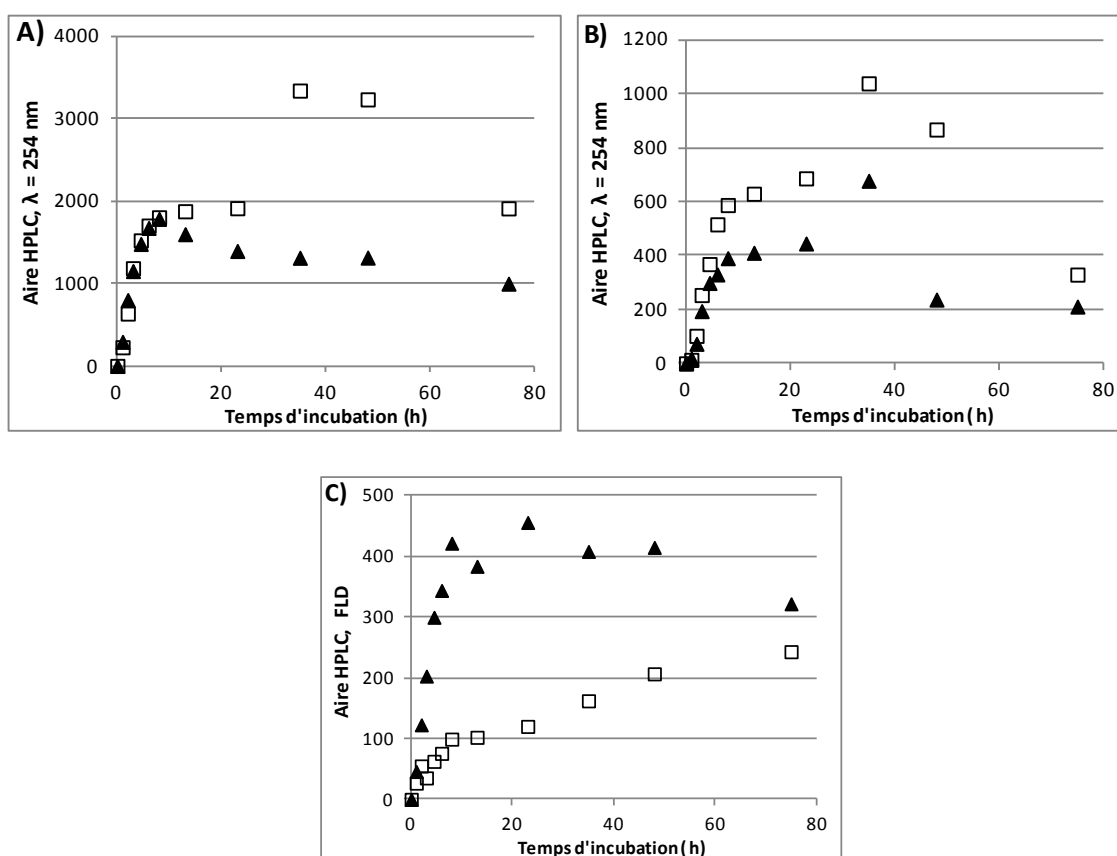 A)
Aire HPLC, λ = 254 nm
4000
3000
2000
1000
0
0 20 40 60 80
Temps d'incubation (h)
B)
Aire HPLC, λ = 254 nm
1200
1000
800
600
400
200
0
0 20 40 60 80
Temps d'incubation (h)
C)
Aire HPLC, FLD
500
400
300
200
100
0
0 20 40 60 80
Temps d'incubation (h)